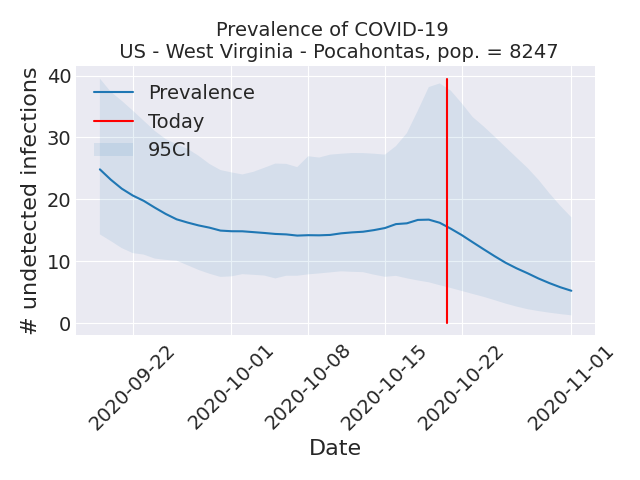 Prevalence of COVID-19
US - West Virginia - Pocahontas, pop. = 8247
# undetected infections
40
30
20
10
0
Prevalence
Today
95CI
2020-09-22
2020-10-01
2020-10-08
2020-10-15
2020-10-22
2020-11-01
Date